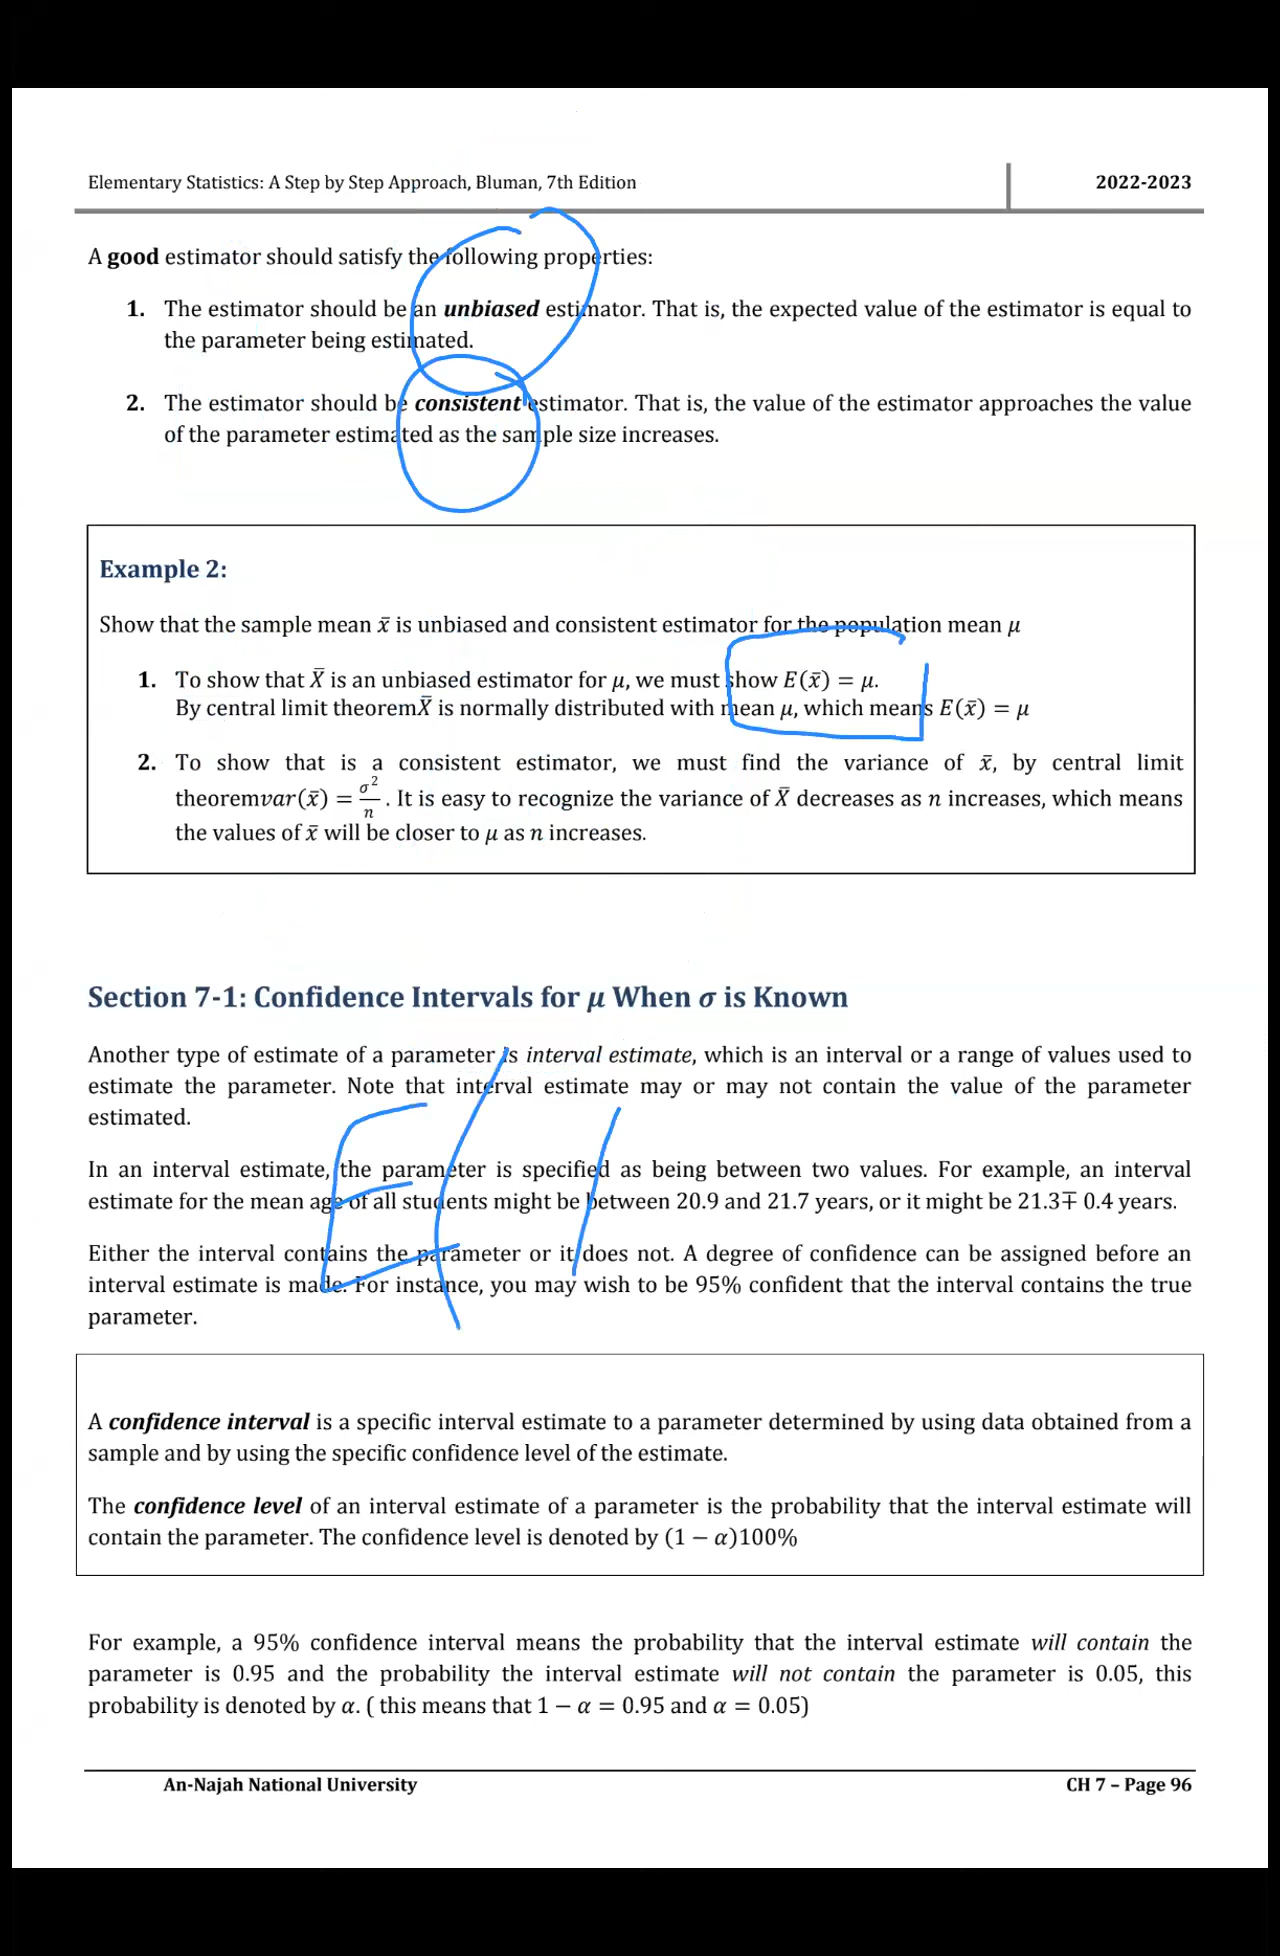 Elementary Statistics: A Step by Step Approach, Bluman, 7th Edition 2022-2023
A good estimator should satisfy the following properties:
1. The estimator should be an unbiased estimator. That is, the expected value of the estimator is equal to
the parameter being estimated.
2. The estimator should be consistent estimator. That is, the value of the estimator approaches the value
of the parameter estimated as the sample size increases.
Example 2:
Show that the sample mean x̄ is unbiased and consistent estimator for the population mean μ
1. To show that X̄ is an unbiased estimator for μ, we must show E(x̄) = μ.
By central limit theoremX̄ is normally distributed with mean μ, which means E(x̄) = μ
2. To show that is a consistent estimator, we must find the variance of x̄, by central limit
theoremvar(x̄) = σ²/n . It is easy to recognize the variance of X̄ decreases as n increases, which means
the values of x̄ will be closer to μ as n increases.
Section 7-1: Confidence Intervals for μ When σ is Known
Another type of estimate of a parameter is interval estimate, which is an interval or a range of values used to
estimate the parameter. Note that interval estimate may or may not contain the value of the parameter
estimated.
In an interval estimate, the parameter is specified as being between two values. For example, an interval
estimate for the mean age of all students might be between 20.9 and 21.7 years, or it might be 21.3∓ 0.4 years.
Either the interval contains the parameter or it does not. A degree of confidence can be assigned before an
interval estimate is made. For instance, you may wish to be 95% confident that the interval contains the true
parameter.
E(
A confidence interval is a specific interval estimate to a parameter determined by using data obtained from a
sample and by using the specific confidence level of the estimate.
The confidence level of an interval estimate of a parameter is the probability that the interval estimate will
contain the parameter. The confidence level is denoted by (1 − α)100%
For example, a 95% confidence interval means the probability that the interval estimate will contain the
parameter is 0.95 and the probability the interval estimate will not contain the parameter is 0.05, this
probability is denoted by α. ( this means that 1 − α = 0.95 and α = 0.05)
An-Najah National University CH 7 – Page 96